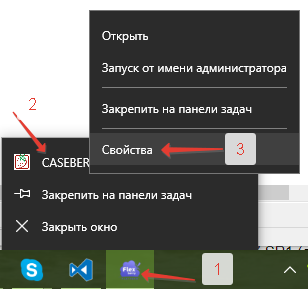 Открыть
Запуск от имени администратора
Закрепить на панели задач
Свойства
3
2
CASEBER
Закрепить на панели задач
Закрыть окно
1
Flex